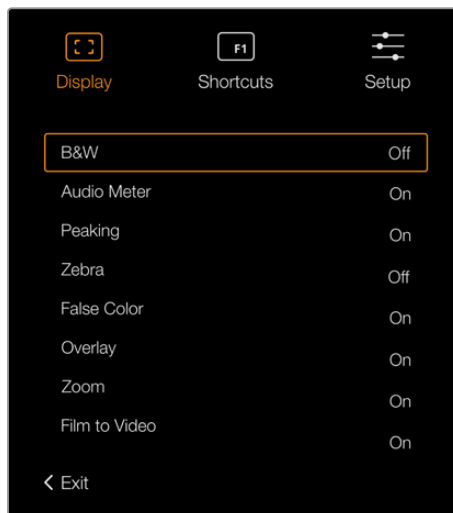 F1
Display Shortcuts Setup
B&W Off
Audio Meter On
Peaking On
Zebra Off
False Color On
Overlay On
Zoom On
Film to Video On
Exit